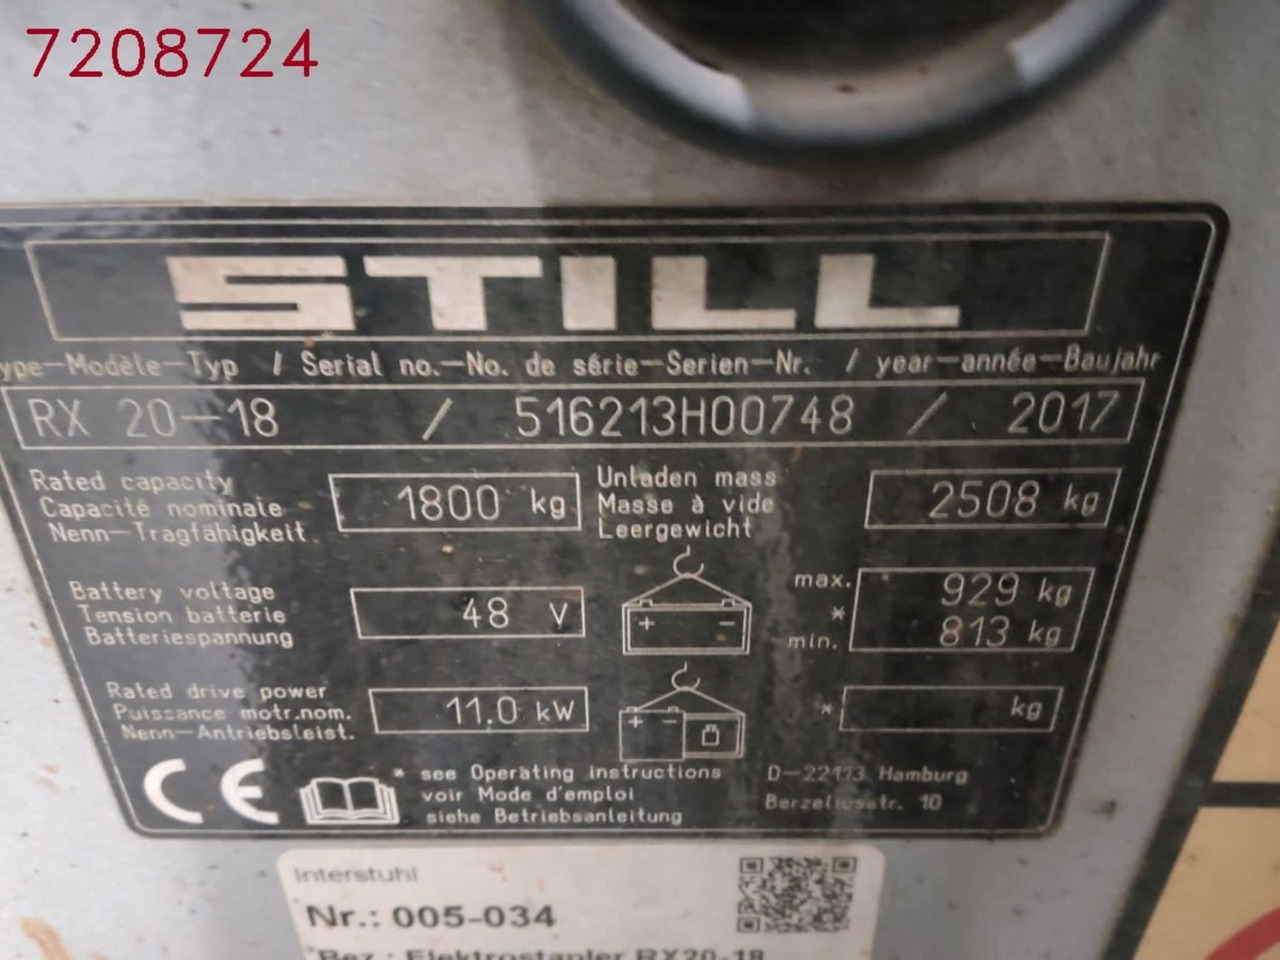 7208724
STILL
ype-Modèle-Typ / Serial no.-No. de série-Serien-Nr. / year-année-Baujahr
RX 20-18 / 516213H00748 / 2017
Rated capacity
Capacité nominale
Nenn-Tragfähigkeit
1800 kg
Unladen mass
Masse à vide
Leergewicht
2508 kg
Battery voltage
Tension batterie
Batteriespannung
48 V
+ -
max.
*
min.
929 kg
813 kg
Rated drive power
Puissance motr.nom.
Nenn-Antriebsleist.
11.0 kW
+ -
* kg
CE
* see Operating instructions
voir Mode d'emploi
siehe Betriebsanleitung
D-22113 Hamburg
Berzeliusstr. 10
Interstuhl
Nr.: 005-034
Bez.: Elektrostapler RX20-18